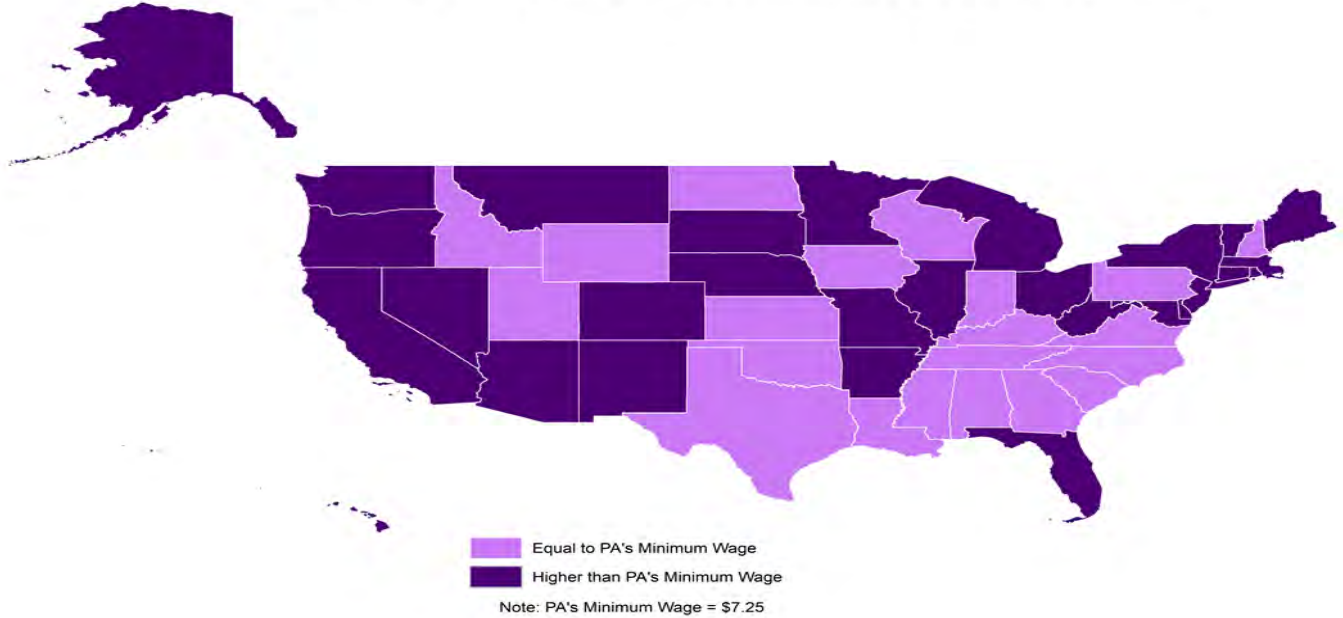 Equal to PA's Minimum Wage
Higher than PA's Minimum Wage
Note: PA's Minimum Wage = $7.25